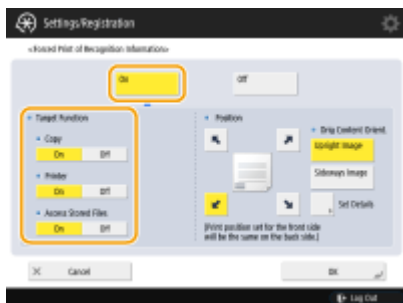 Settings/Registration
<Forced Print of Recognition Information>
On
Off
Target Function
Copy
On
Off
Printer
On
Off
Access Stored Files
On
Off
Position
Orig Content Orient.
Upright Image
Sideways Image
Set Details
[Print position set for the front side
will be the same on the back side.]
Cancel
OK
Log Out